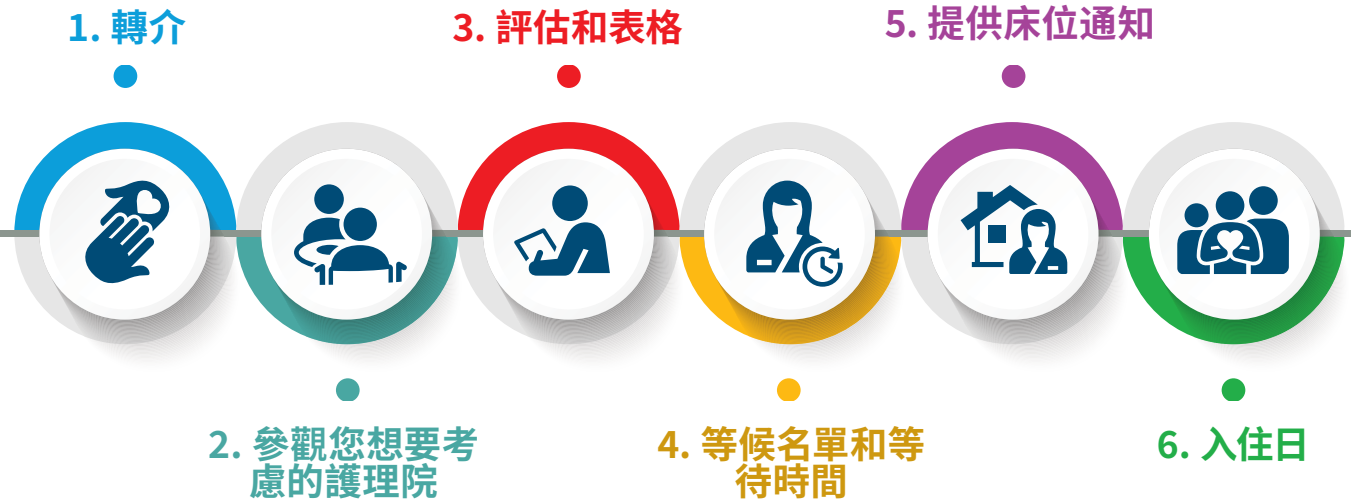 1. 轉介
2. 參觀您想要考
慮的護理院
3. 評估和表格
4. 等候名單和等
待時間
5. 提供床位通知
6. 入住日